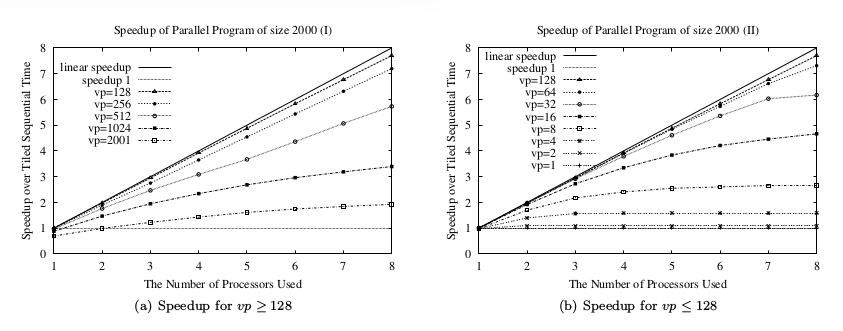 Speedup of Parallel Program of size 2000 (I)
Speedup over Tiled Sequential Time
8
7
6
5
4
3
2
1
0
linear speedup
speedup 1
vp=128
vp=256
vp=512
vp=1024
vp=2001
1 2 3 4 5 6 7 8
The Number of Processors Used
(a) Speedup for vp ≥ 128
Speedup of Parallel Program of size 2000 (II)
Speedup over Tiled Sequential Time
8
7
6
5
4
3
2
1
0
linear speedup
speedup 1
vp=128
vp=64
vp=32
vp=16
vp=8
vp=4
vp=2
vp=1
1 2 3 4 5 6 7 8
The Number of Processors Used
(b) Speedup for vp ≤ 128